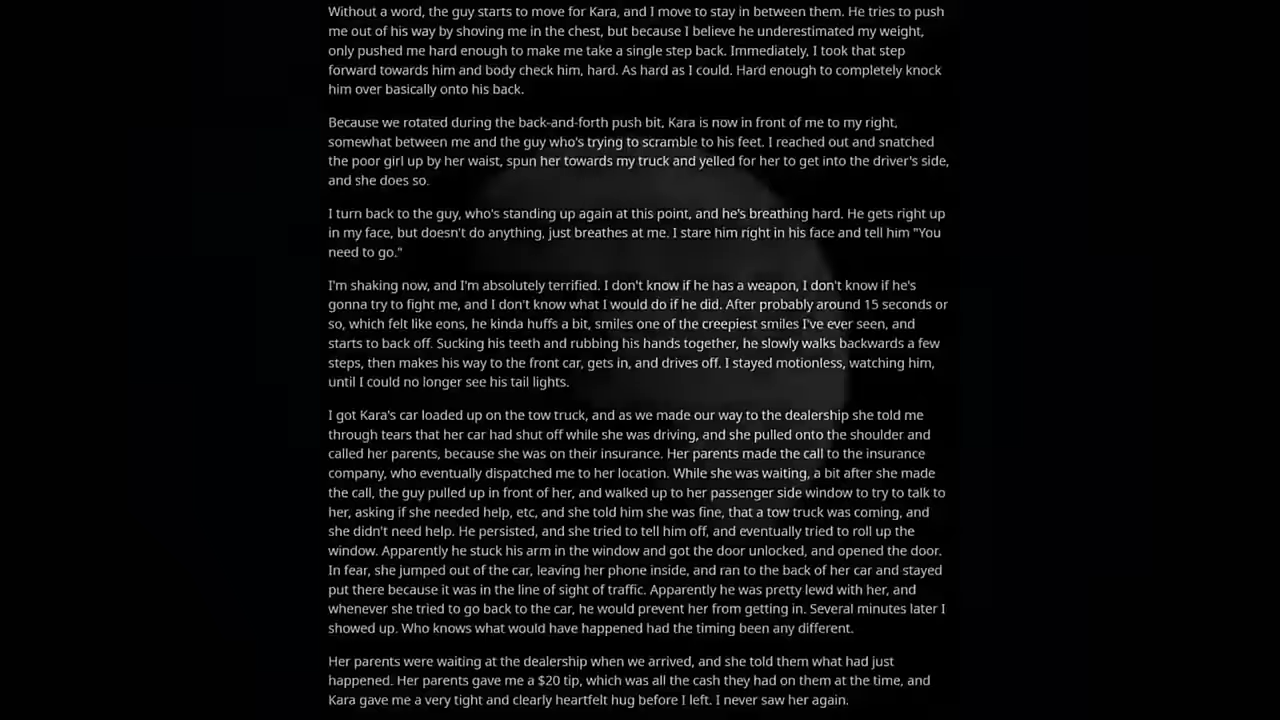 Without a word, the guy starts to move for Kara, and I move to stay in between them. He tries to push
me out of his way by shoving me in the chest, but because I believe he underestimated my weight,
only pushed me hard enough to make me take a single step back. Immediately, I took that step
forward towards him and body check him, hard. As hard as I could. Hard enough to completely knock
him over basically onto his back.
Because we rotated during the back-and-forth push bit, Kara is now in front of me to my right,
somewhat between me and the guy who's trying to scramble to his feet. I reached out and snatched
the poor girl up by her waist, spun her towards my truck and yelled for her to get into the driver's side,
and she does so.
I turn back to the guy, who's standing up again at this point, and he's breathing hard. He gets right up
in my face, but doesn't do anything, just breathes at me. I stare him right in his face and tell him "You
need to go."
I'm shaking now, and I'm absolutely terrified. I don't know if he has a weapon, I don't know if he's
gonna try to fight me, and I don't know what I would do if he did. After probably around 15 seconds or
so, which felt like eons, he kinda huffs a bit, smiles one of the creepiest smiles I've ever seen, and
starts to back off. Sucking his teeth and rubbing his hands together, he slowly walks backwards a few
steps, then makes his way to the front car, gets in, and drives off. I stayed motionless, watching him,
until I could no longer see his tail lights.
I got Kara's car loaded up on the tow truck, and as we made our way to the dealership she told me
through tears that her car had shut off while she was driving, and she pulled onto the shoulder and
called her parents, because she was on their insurance. Her parents made the call to the insurance
company, who eventually dispatched me to her location. While she was waiting, a bit after she made
the call, the guy pulled up in front of her, and walked up to her passenger side window to try to talk to
her, asking if she needed help, etc, and she told him she was fine, that a tow truck was coming, and
she didn't need help. He persisted, and she tried to tell him off, and eventually tried to roll up the
window. Apparently he stuck his arm in the window and got the door unlocked, and opened the door.
In fear, she jumped out of the car, leaving her phone inside, and ran to the back of her car and stayed
put there because it was in the line of sight of traffic. Apparently he was pretty lewd with her, and
whenever she tried to go back to the car, he would prevent her from getting in. Several minutes later I
showed up. Who knows what would have happened had the timing been any different.
Her parents were waiting at the dealership when we arrived, and she told them what had just
happened. Her parents gave me a $20 tip, which was all the cash they had on them at the time, and
Kara gave me a very tight and clearly heartfelt hug before I left. I never saw her again.